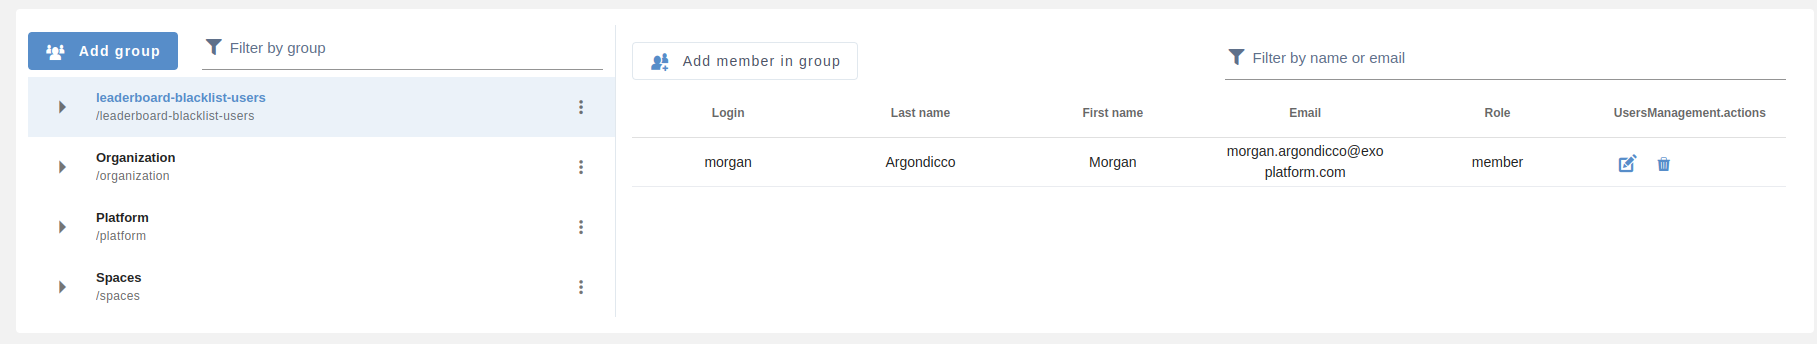 Add group
Filter by group
leaderboard-blacklist-users
/leaderboard-blacklist-users
Organization
/organization
Platform
/platform
Spaces
/spaces
Add member in group
Filter by name or email
Login Last name First name Email Role UsersManagement.actions
morgan Argondicco Morgan morgan.argondicco@exo member
platform.com